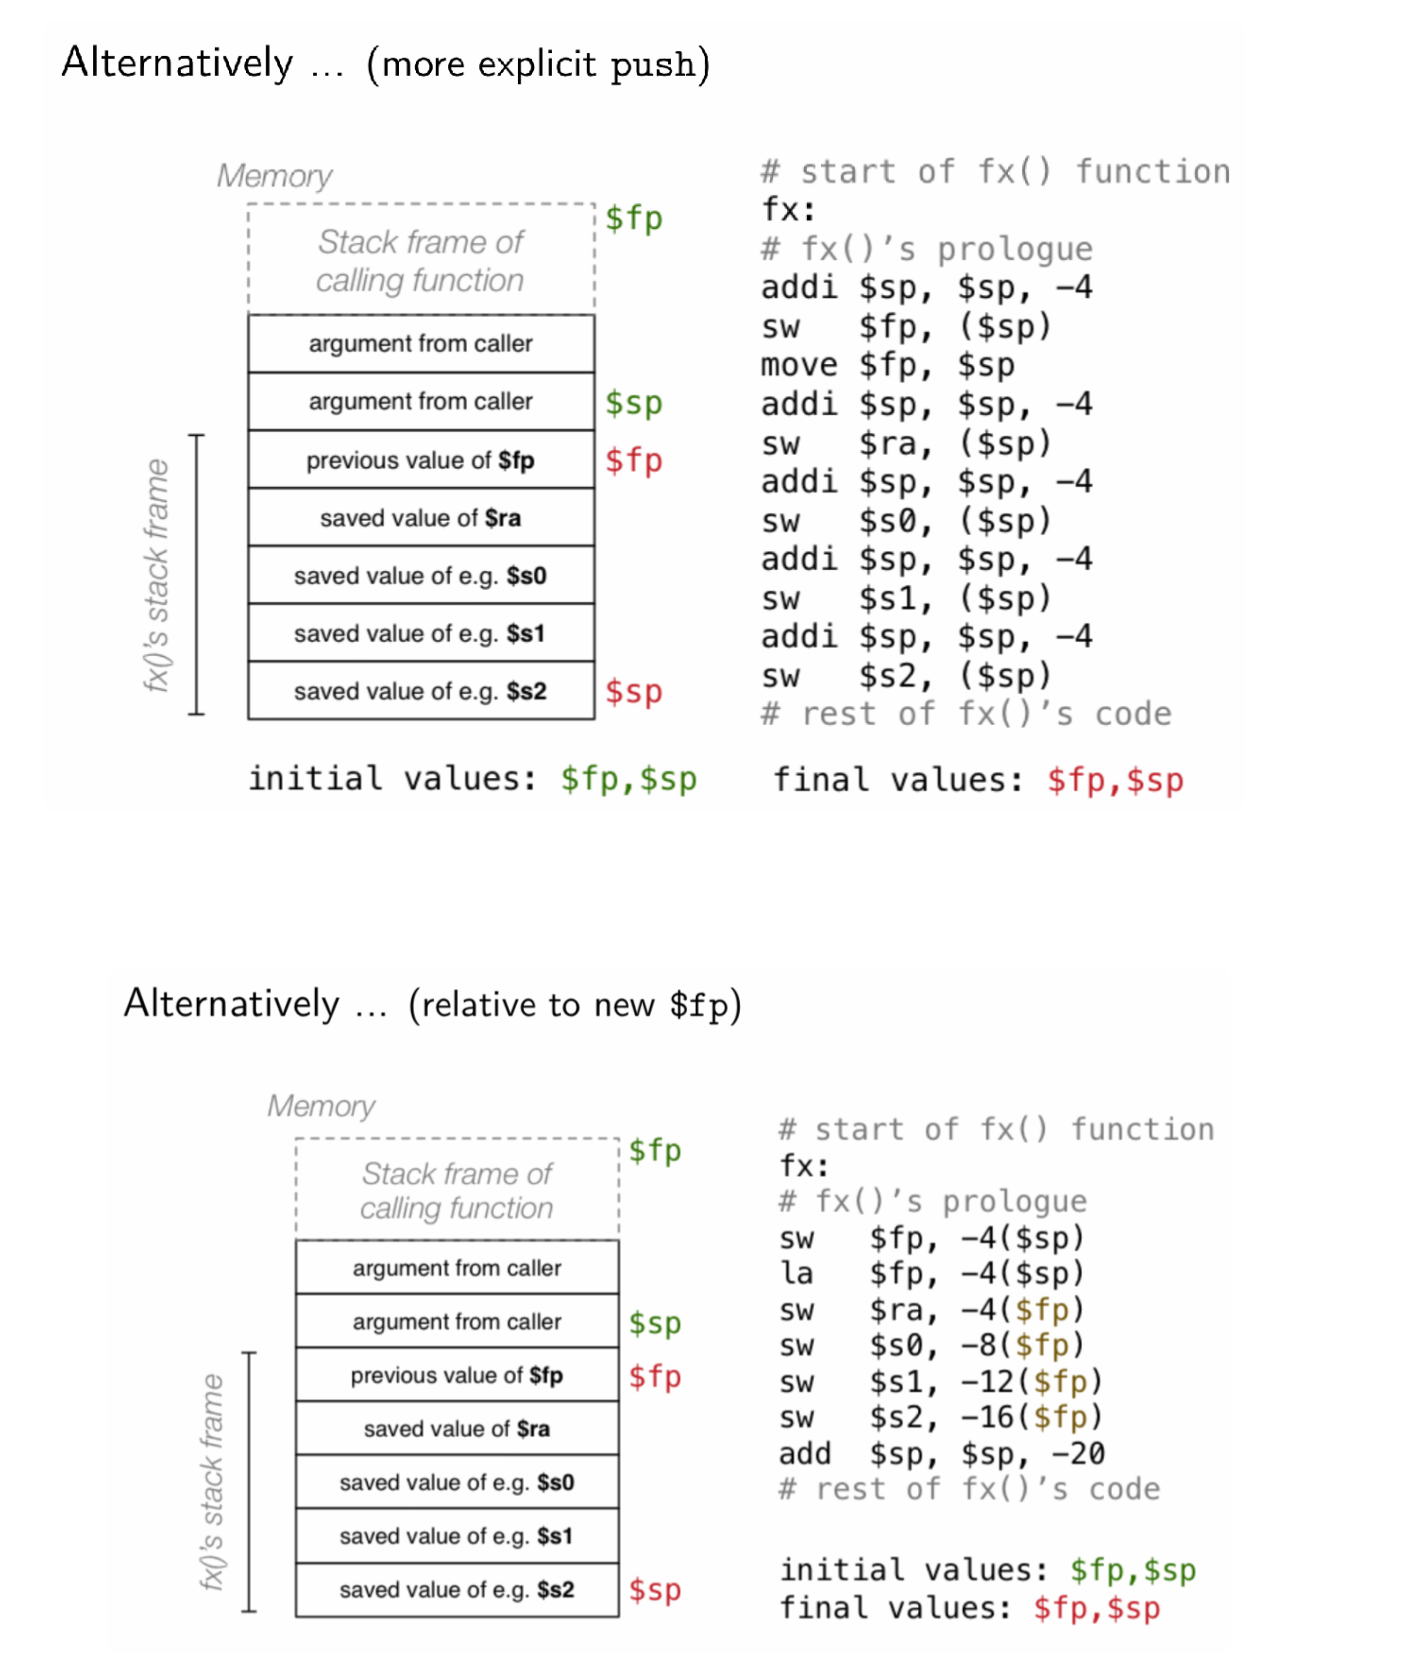 Alternatively ... (more explicit push)
Memory
$fp
Stack frame of
calling function
argument from caller
argument from caller
$sp
previous value of $fp
$fp
saved value of $ra
saved value of e.g. $s0
saved value of e.g. $s1
saved value of e.g. $s2
$sp
fx()'s stack frame
initial values: $fp,$sp
# start of fx() function
fx:
# fx()’s prologue
addi $sp, $sp, −4
sw   $fp, ($sp)
move $fp, $sp
addi $sp, $sp, −4
sw   $ra, ($sp)
addi $sp, $sp, −4
sw   $s0, ($sp)
addi $sp, $sp, −4
sw   $s1, ($sp)
addi $sp, $sp, −4
sw   $s2, ($sp)
# rest of fx()’s code
final values: $fp,$sp
Alternatively ... (relative to new $fp)
Memory
$fp
Stack frame of
calling function
argument from caller
argument from caller
$sp
previous value of $fp
$fp
saved value of $ra
saved value of e.g. $s0
saved value of e.g. $s1
saved value of e.g. $s2
$sp
fx()'s stack frame
# start of fx() function
fx:
# fx()’s prologue
sw   $fp, −4($sp)
la   $fp, −4($sp)
sw   $ra, −4($fp)
sw   $s0, −8($fp)
sw   $s1, −12($fp)
sw   $s2, −16($fp)
add  $sp, $sp, −20
# rest of fx()’s code
initial values: $fp,$sp
final values: $fp,$sp